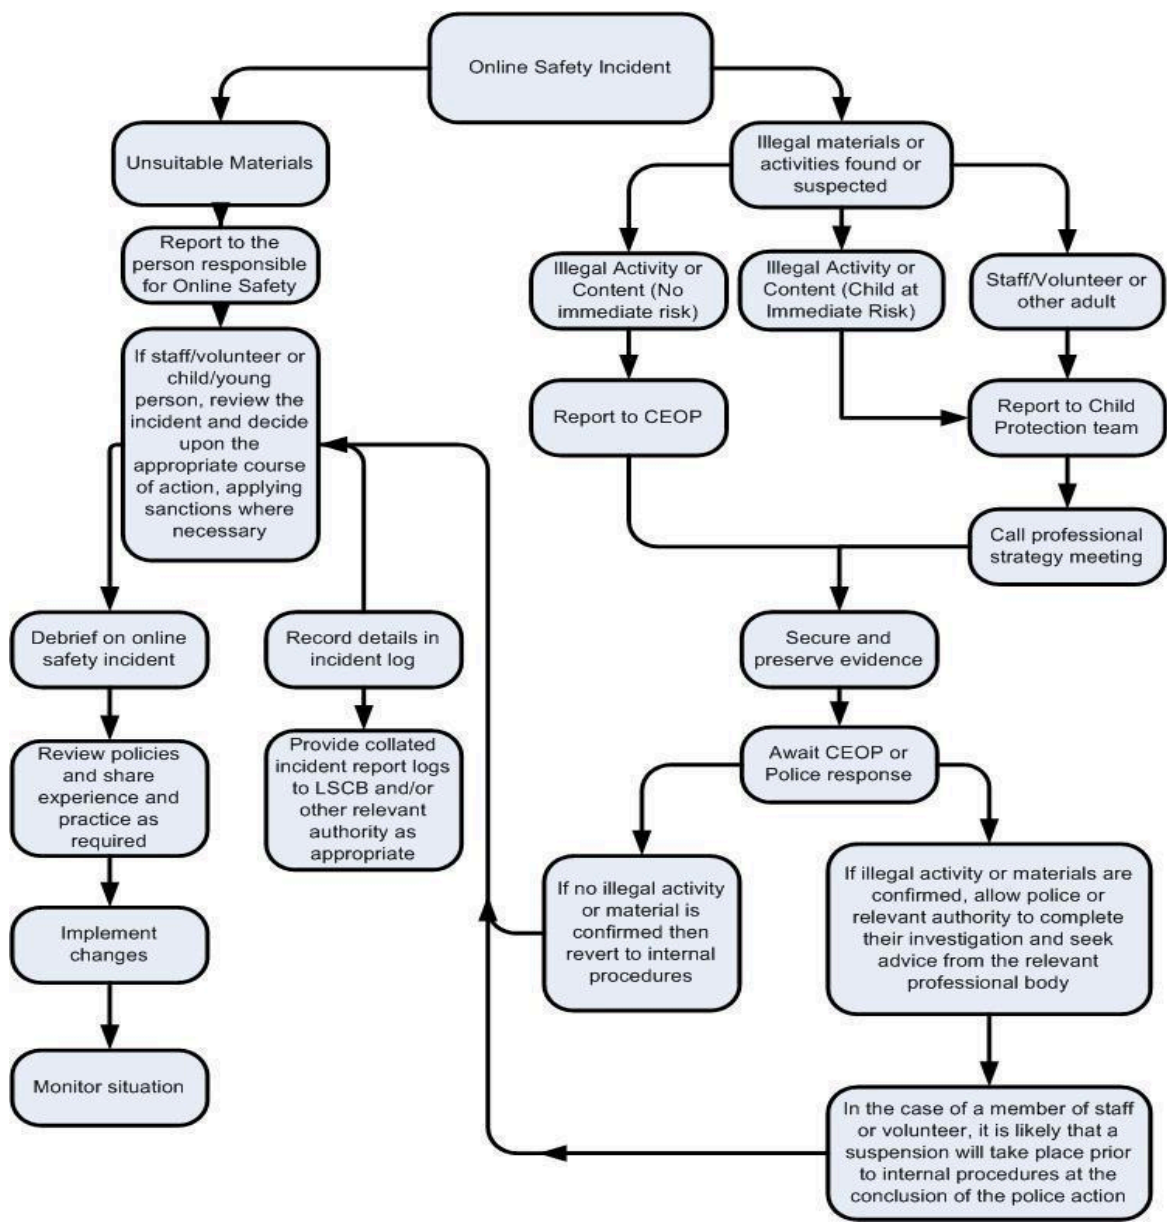 Online Safety Incident
Unsuitable Materials
Report to the
person responsible
for Online Safety
If staff/volunteer or
child/young
person, review the
incident and decide
upon the
appropriate course
of action, applying
sanctions where
necessary
Debrief on online
safety incident
Review policies
and share
experience and
practice as
required
Implement
changes
Monitor situation
Record details in
incident log
Provide collated
incident report logs
to LSCB and/or
other relevant
authority as
appropriate
Illegal materials or
activities found or
suspected
Illegal Activity or
Content (No
immediate risk)
Illegal Activity or
Content (Child at
Immediate Risk)
Staff/Volunteer or
other adult
Report to CEOP
Report to Child
Protection team
Call professional
strategy meeting
Secure and
preserve evidence
Await CEOP or
Police response
If no illegal activity
or material is
confirmed then
revert to internal
procedures
If illegal activity or materials are
confirmed, allow police or
relevant authority to complete
their investigation and seek
advice from the relevant
professional body
In the case of a member of staff
or volunteer, it is likely that a
suspension will take place prior
to internal procedures at the
conclusion of the police action